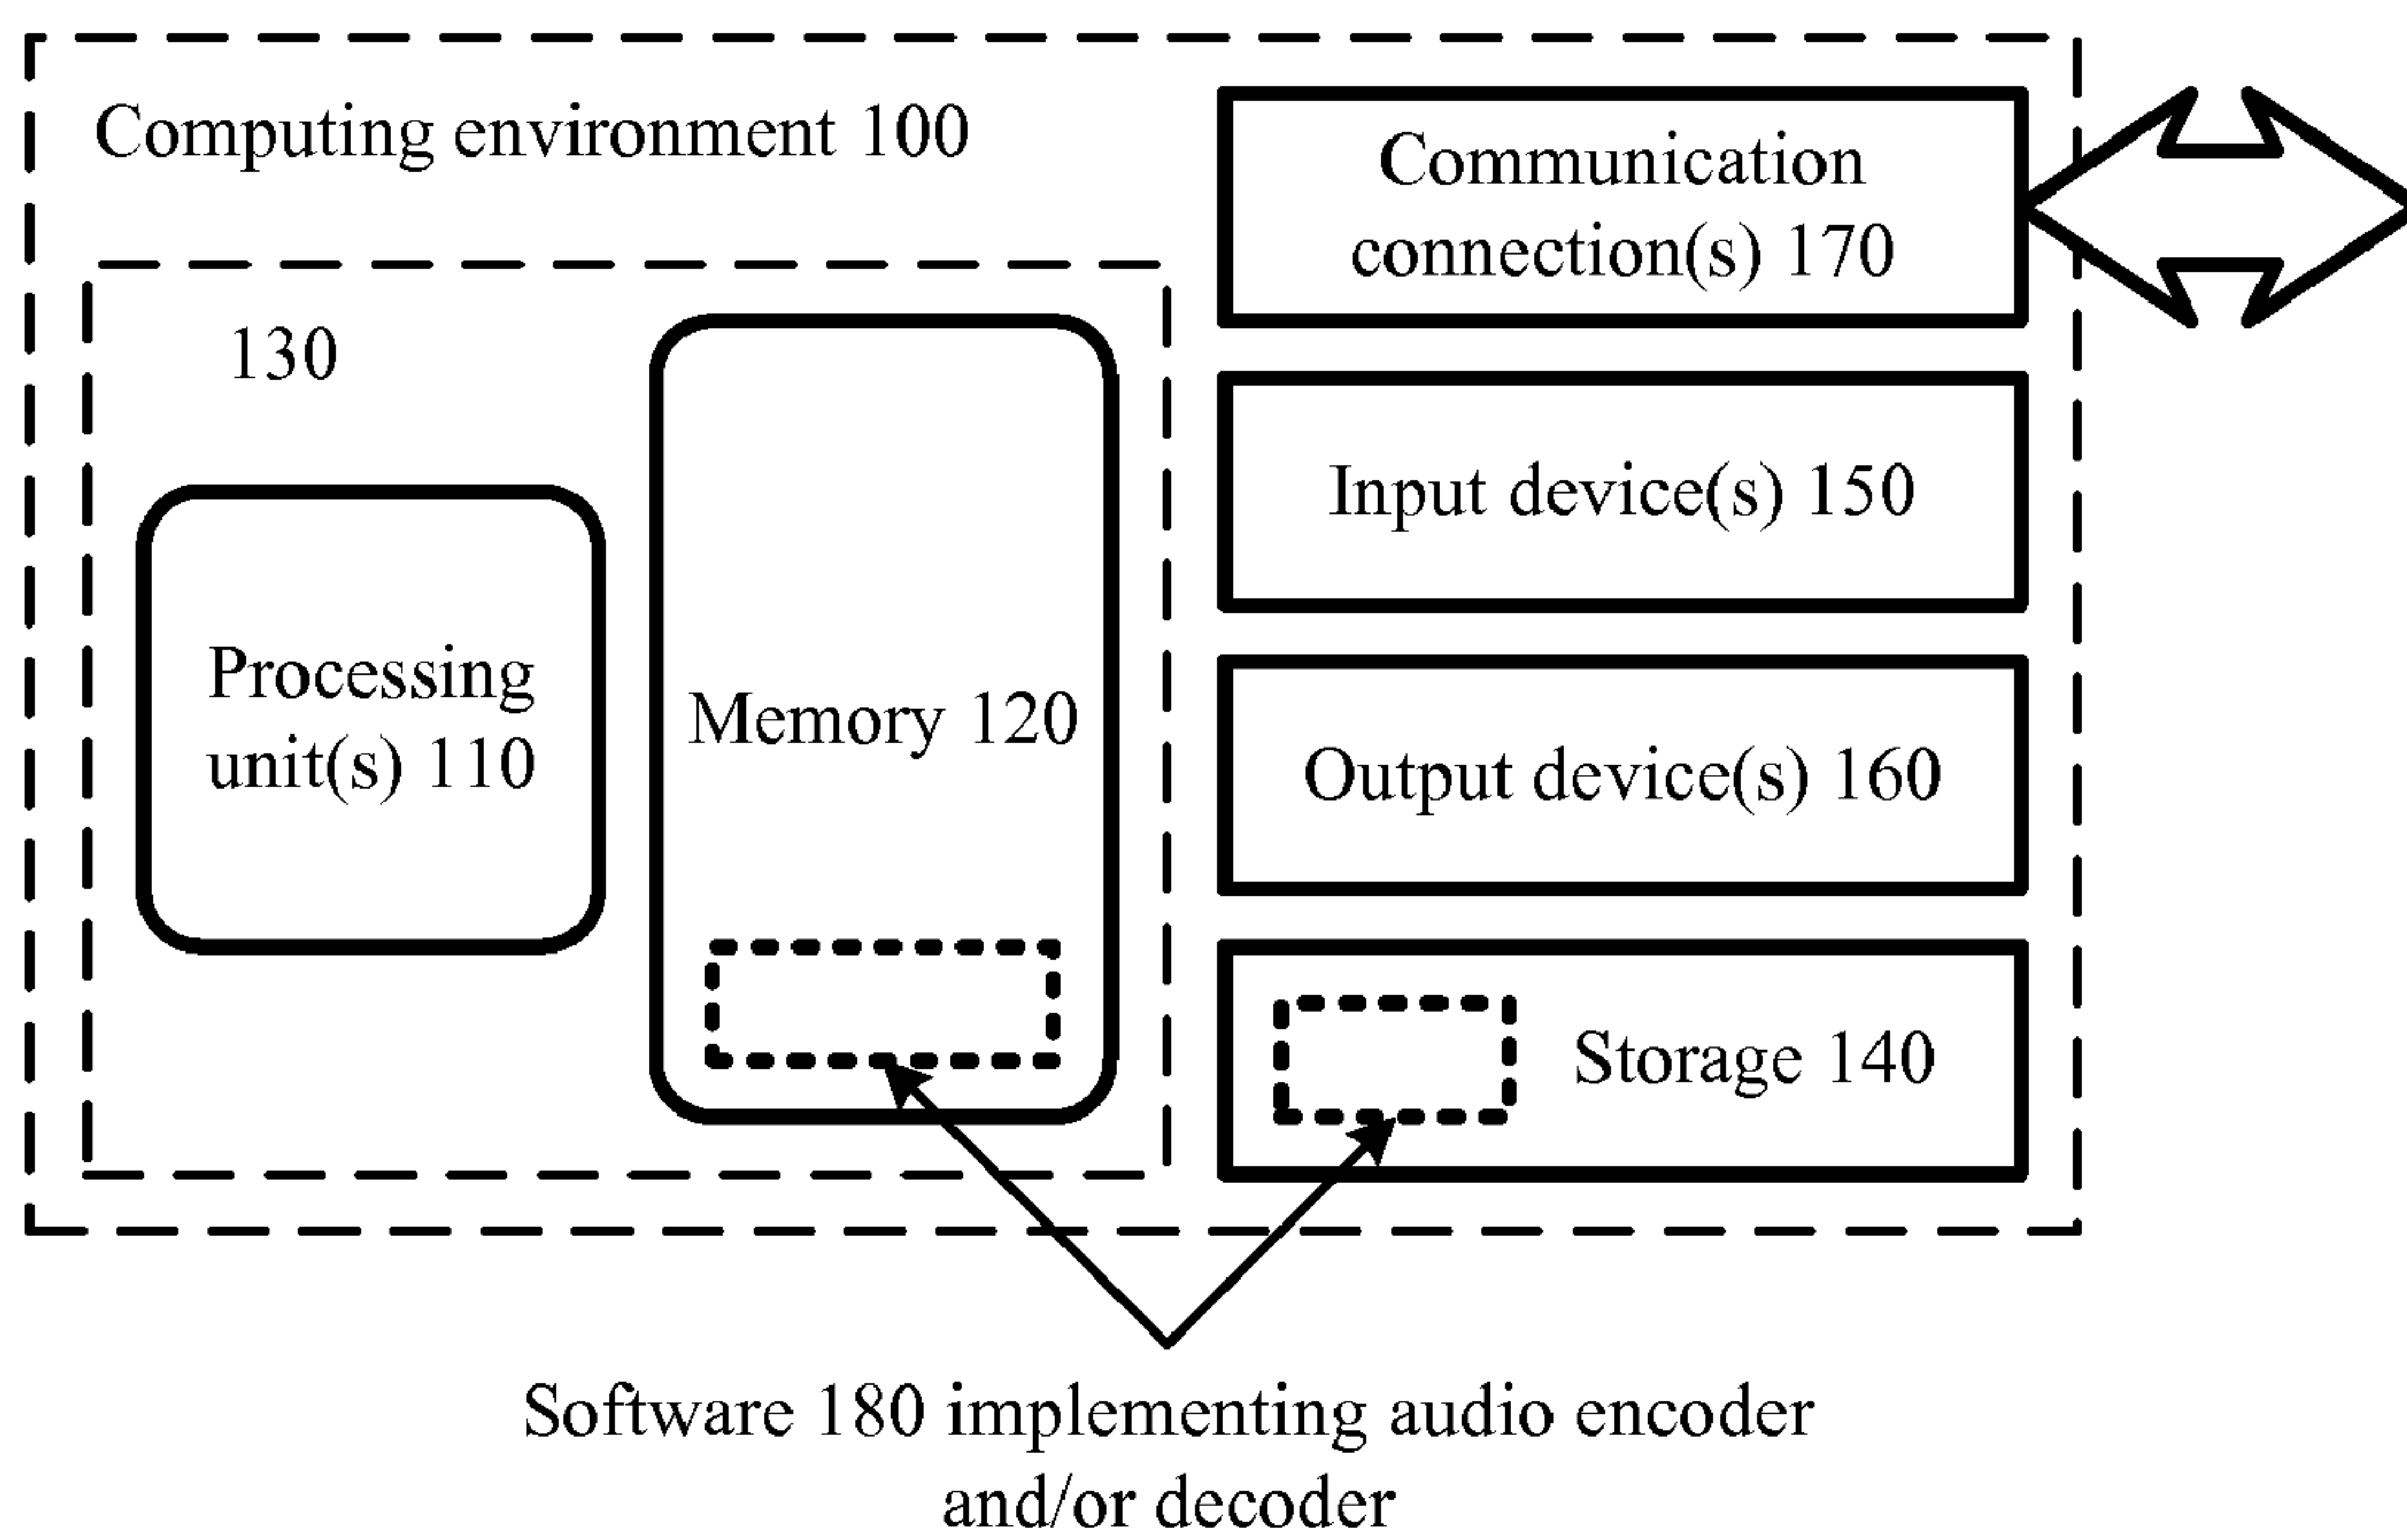 Computing environment 100
130
Processing
unit(s) 110
Memory 120
Communication
connection(s) 170
Input device(s) 150
Output device(s) 160
Storage 140
Software 180 implementing audio encoder
and/or decoder